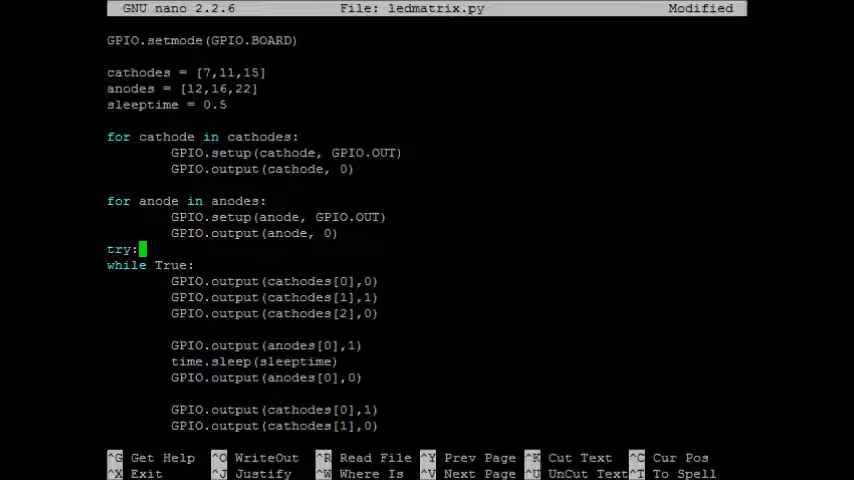 GNU nano 2.2.6 File: ledmatrix.py Modified
GPIO.setmode(GPIO.BOARD)
cathodes = [7,11,15]
anodes = [12,16,22]
sleeptime = 0.5
for cathode in cathodes:
GPIO.setup(cathode, GPIO.OUT)
GPIO.output(cathode, 0)
for anode in anodes:
GPIO.setup(anode, GPIO.OUT)
GPIO.output(anode, 0)
try:
while True:
GPIO.output(cathodes[0],0)
GPIO.output(cathodes[1],1)
GPIO.output(cathodes[2],0)
GPIO.output(anodes[0],1)
time.sleep(sleeptime)
GPIO.output(anodes[0],0)
GPIO.output(cathodes[0],1)
GPIO.output(cathodes[1],0)
^G Get Help ^O WriteOut ^R Read File ^Y Prev Page ^K Cut Text ^C Cur Pos
^X Exit ^J Justify ^W Where Is ^V Next Page ^U UnCut Text ^T To Spell